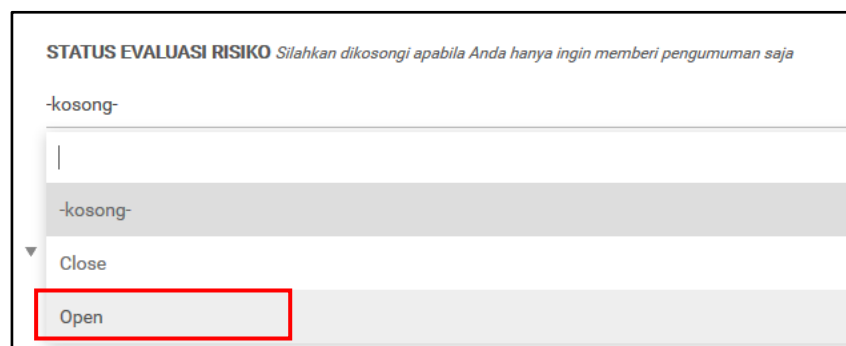 STATUS EVALUASI RISIKO Silahkan dikosongi apabila Anda hanya ingin memberi pengumuman saja
-kosong-
-kosong-
Close
Open